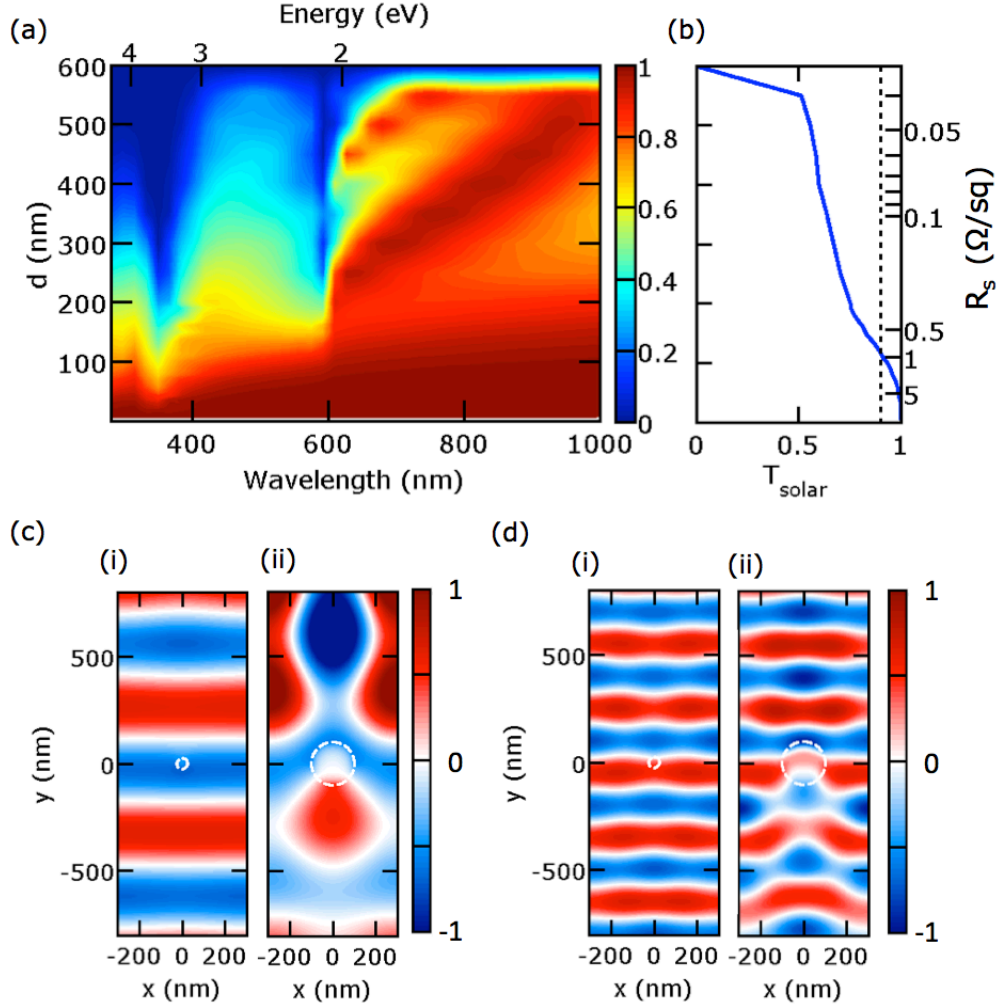 (a)
Energy (eV)
4 3 2
d (nm)
600
500
400
300
200
100
400 600 800 1000
Wavelength (nm)
1
0.8
0.6
0.4
0.2
0
(b)
0.05
0.1
0.5
1
5
R_s (Ω/sq)
0 0.5 1
T_solar
(c)
(i) (ii)
y (nm)
500
0
-500
-200 0 200 -200 0 200
x (nm) x (nm)
1
0
-1
(d)
(i) (ii)
y (nm)
500
0
-500
-200 0 200 -200 0 200
x (nm) x (nm)
1
0
-1